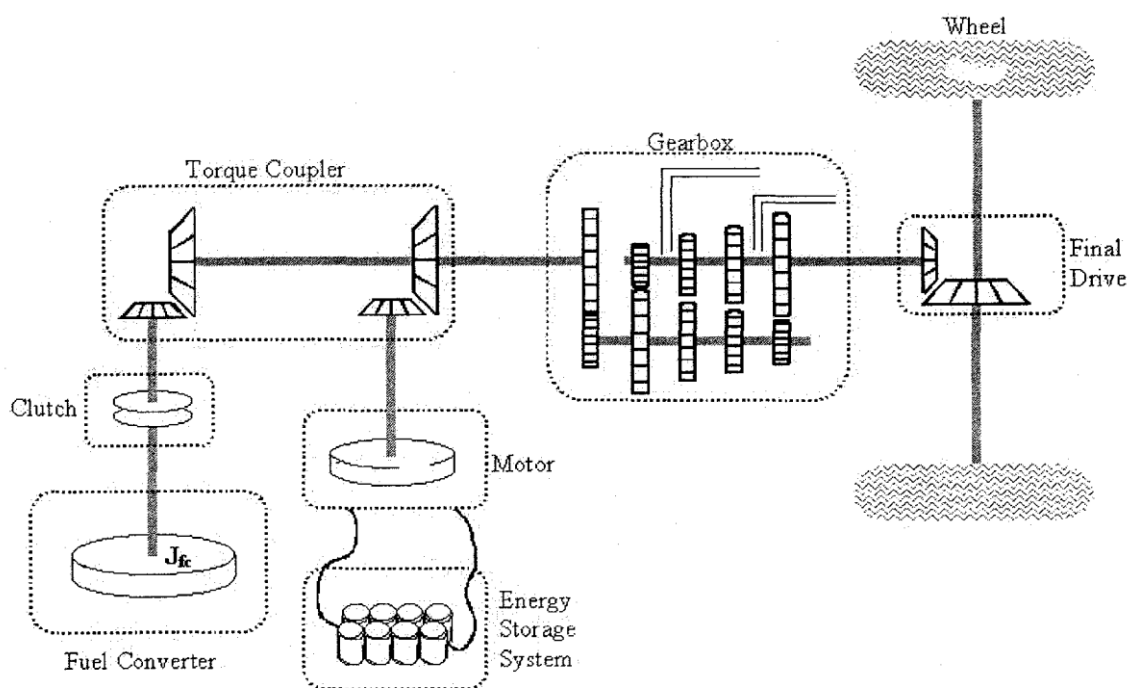 Wheel
Gearbox
Torque Coupler
Final
Drive
Clutch
Motor
J_fc
Energy
Storage
System
Fuel Converter